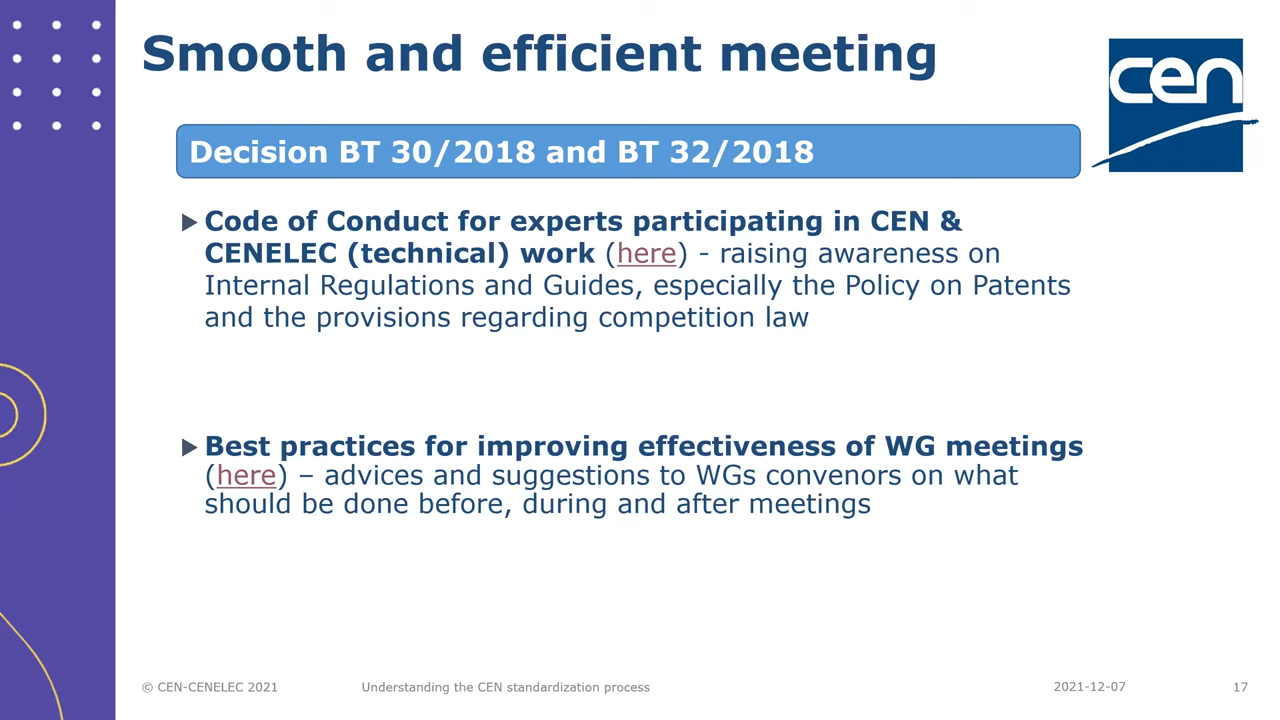 Smooth and efficient meeting
cen
Decision BT 30/2018 and BT 32/2018
Code of Conduct for experts participating in CEN &
CENELEC (technical) work (here) - raising awareness on
Internal Regulations and Guides, especially the Policy on Patents
and the provisions regarding competition law
Best practices for improving effectiveness of WG meetings
(here) – advices and suggestions to WGs convenors on what
should be done before, during and after meetings
© CEN-CENELEC 2021 Understanding the CEN standardization process 2021-12-07 17